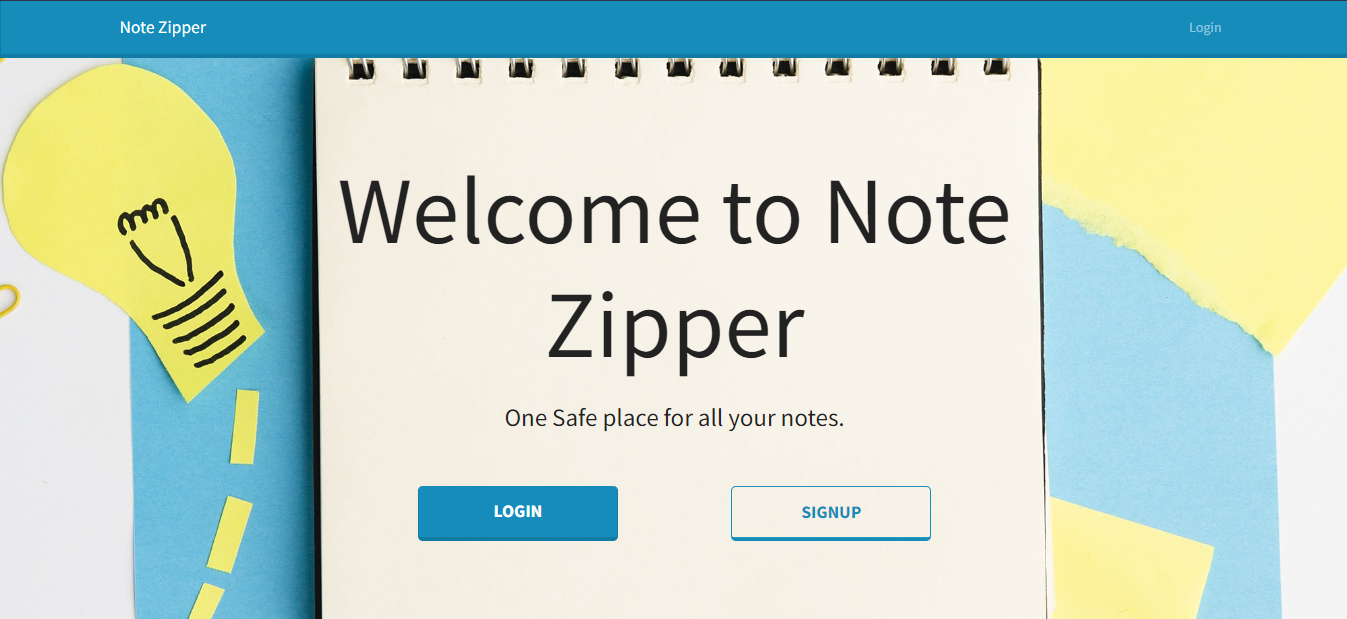 Note Zipper
Login
Welcome to Note
Zipper
One Safe place for all your notes.
LOGIN
SIGNUP